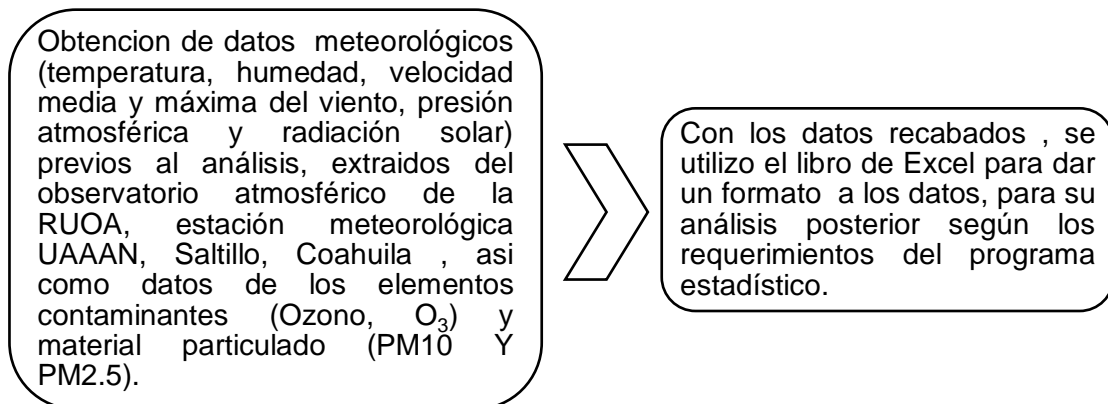 Obtencion de datos meteorológicos
(temperatura, humedad, velocidad
media y máxima del viento, presión
atmosférica y radiación solar)
previos al análisis, extraidos del
observatorio atmosférico de la
RUOA, estación meteorológica
UAAAN, Saltillo, Coahuila , asi
como datos de los elementos
contaminantes (Ozono, O₃) y
material particulado (PM10 Y
PM2.5).
Con los datos recabados , se
utilizo el libro de Excel para dar
un formato a los datos, para su
análisis posterior según los
requerimientos del programa
estadístico.